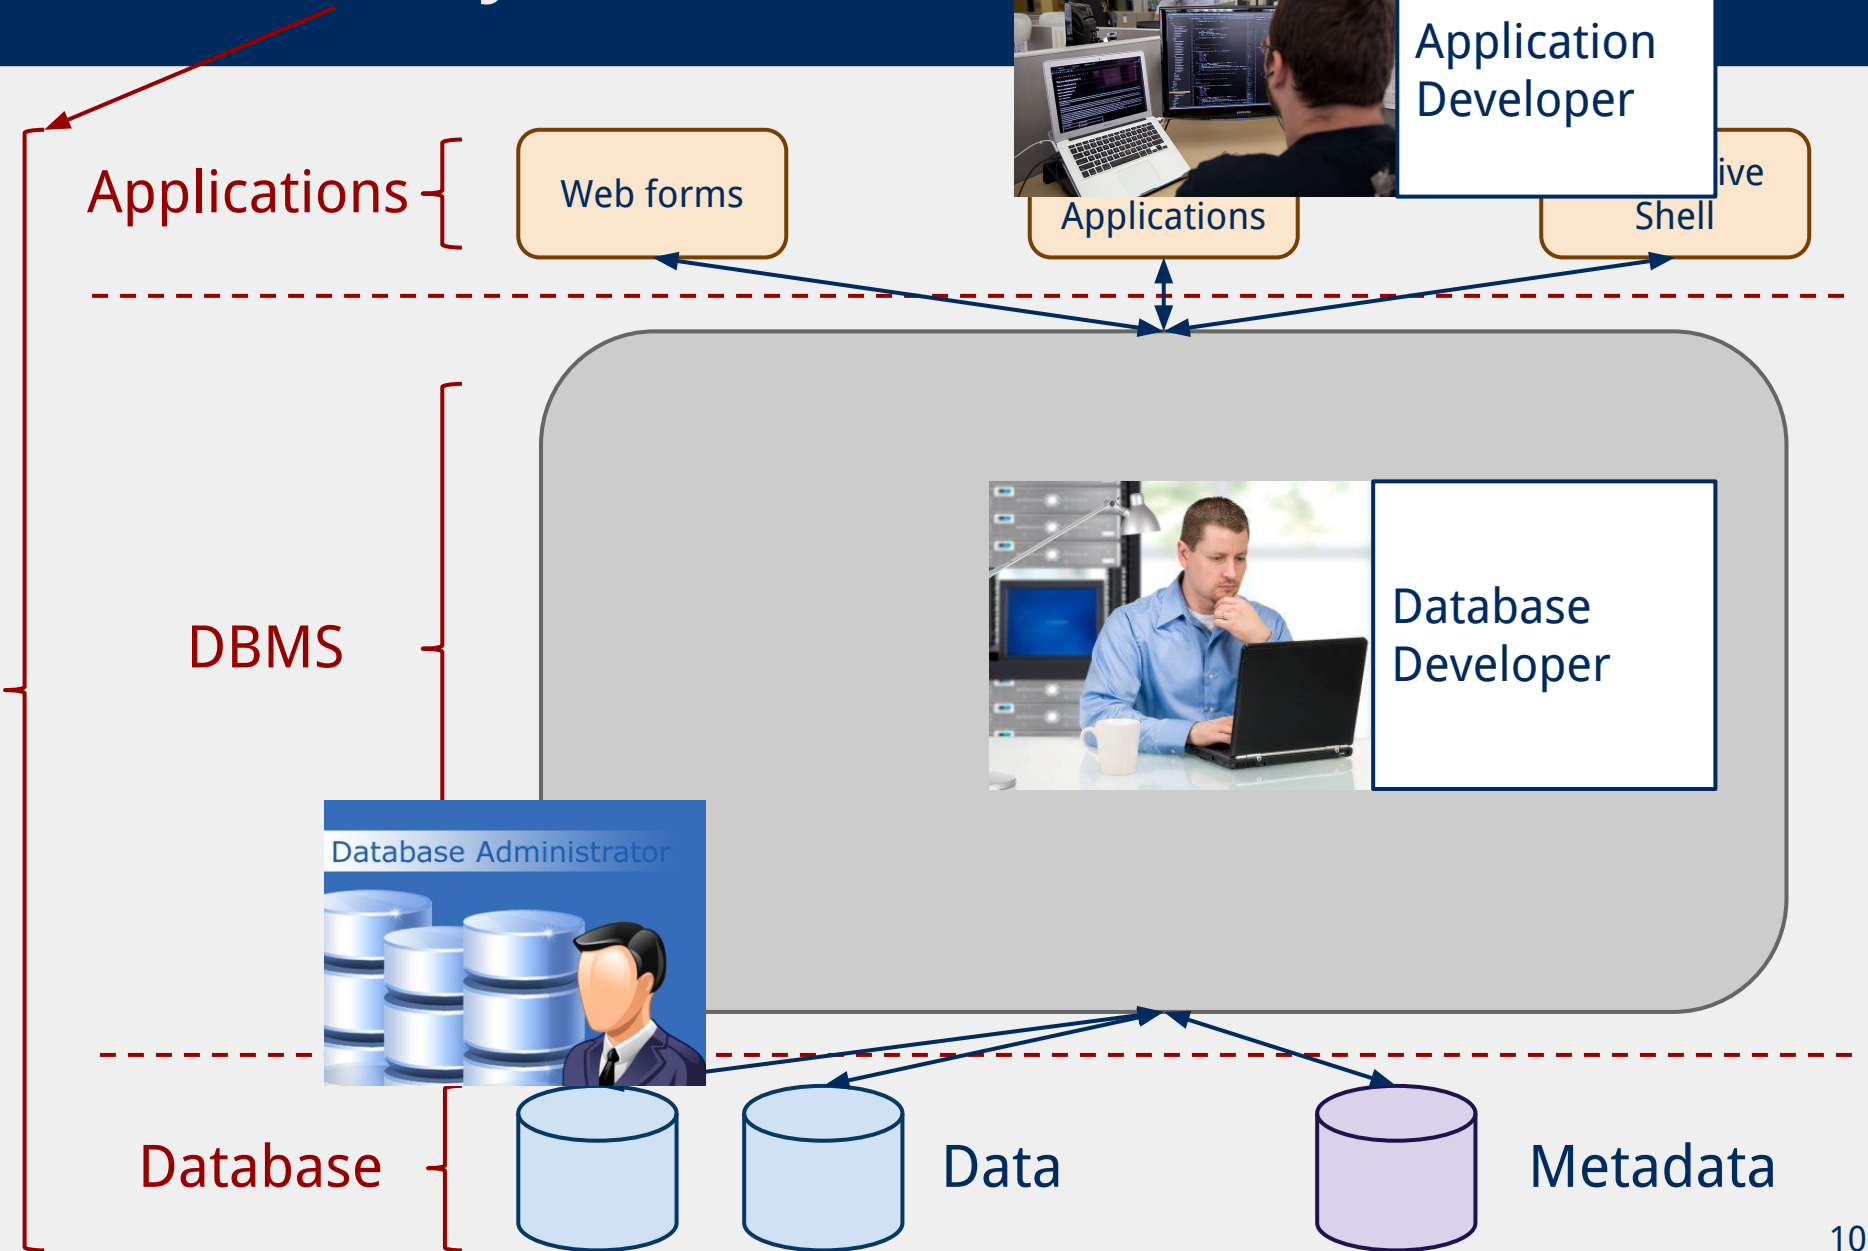 Application
Developer
Applications
Web forms
Applications
ive
Shell
DBMS
Database
Developer
Database Administrator
Database
Data
Metadata
10